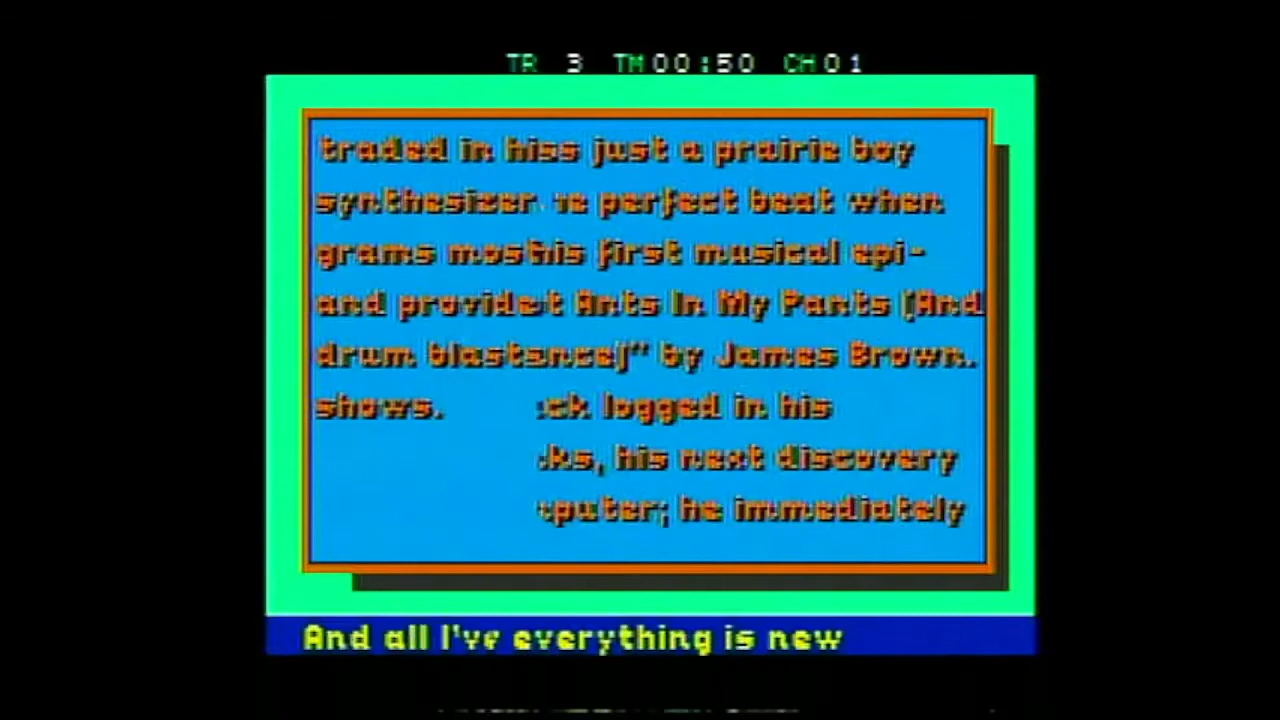 TR 3 TM00:50 CH01
traded in hiss just a prairie boy
synthesizer. perfect beat when
grams moshis first musical epi-
and providet Ants In My Pants (And
drum blastsnce)" by James Brown.
shows. ck logged in his
ks, his next discovery
puter; he immediately
And all I've everything is new